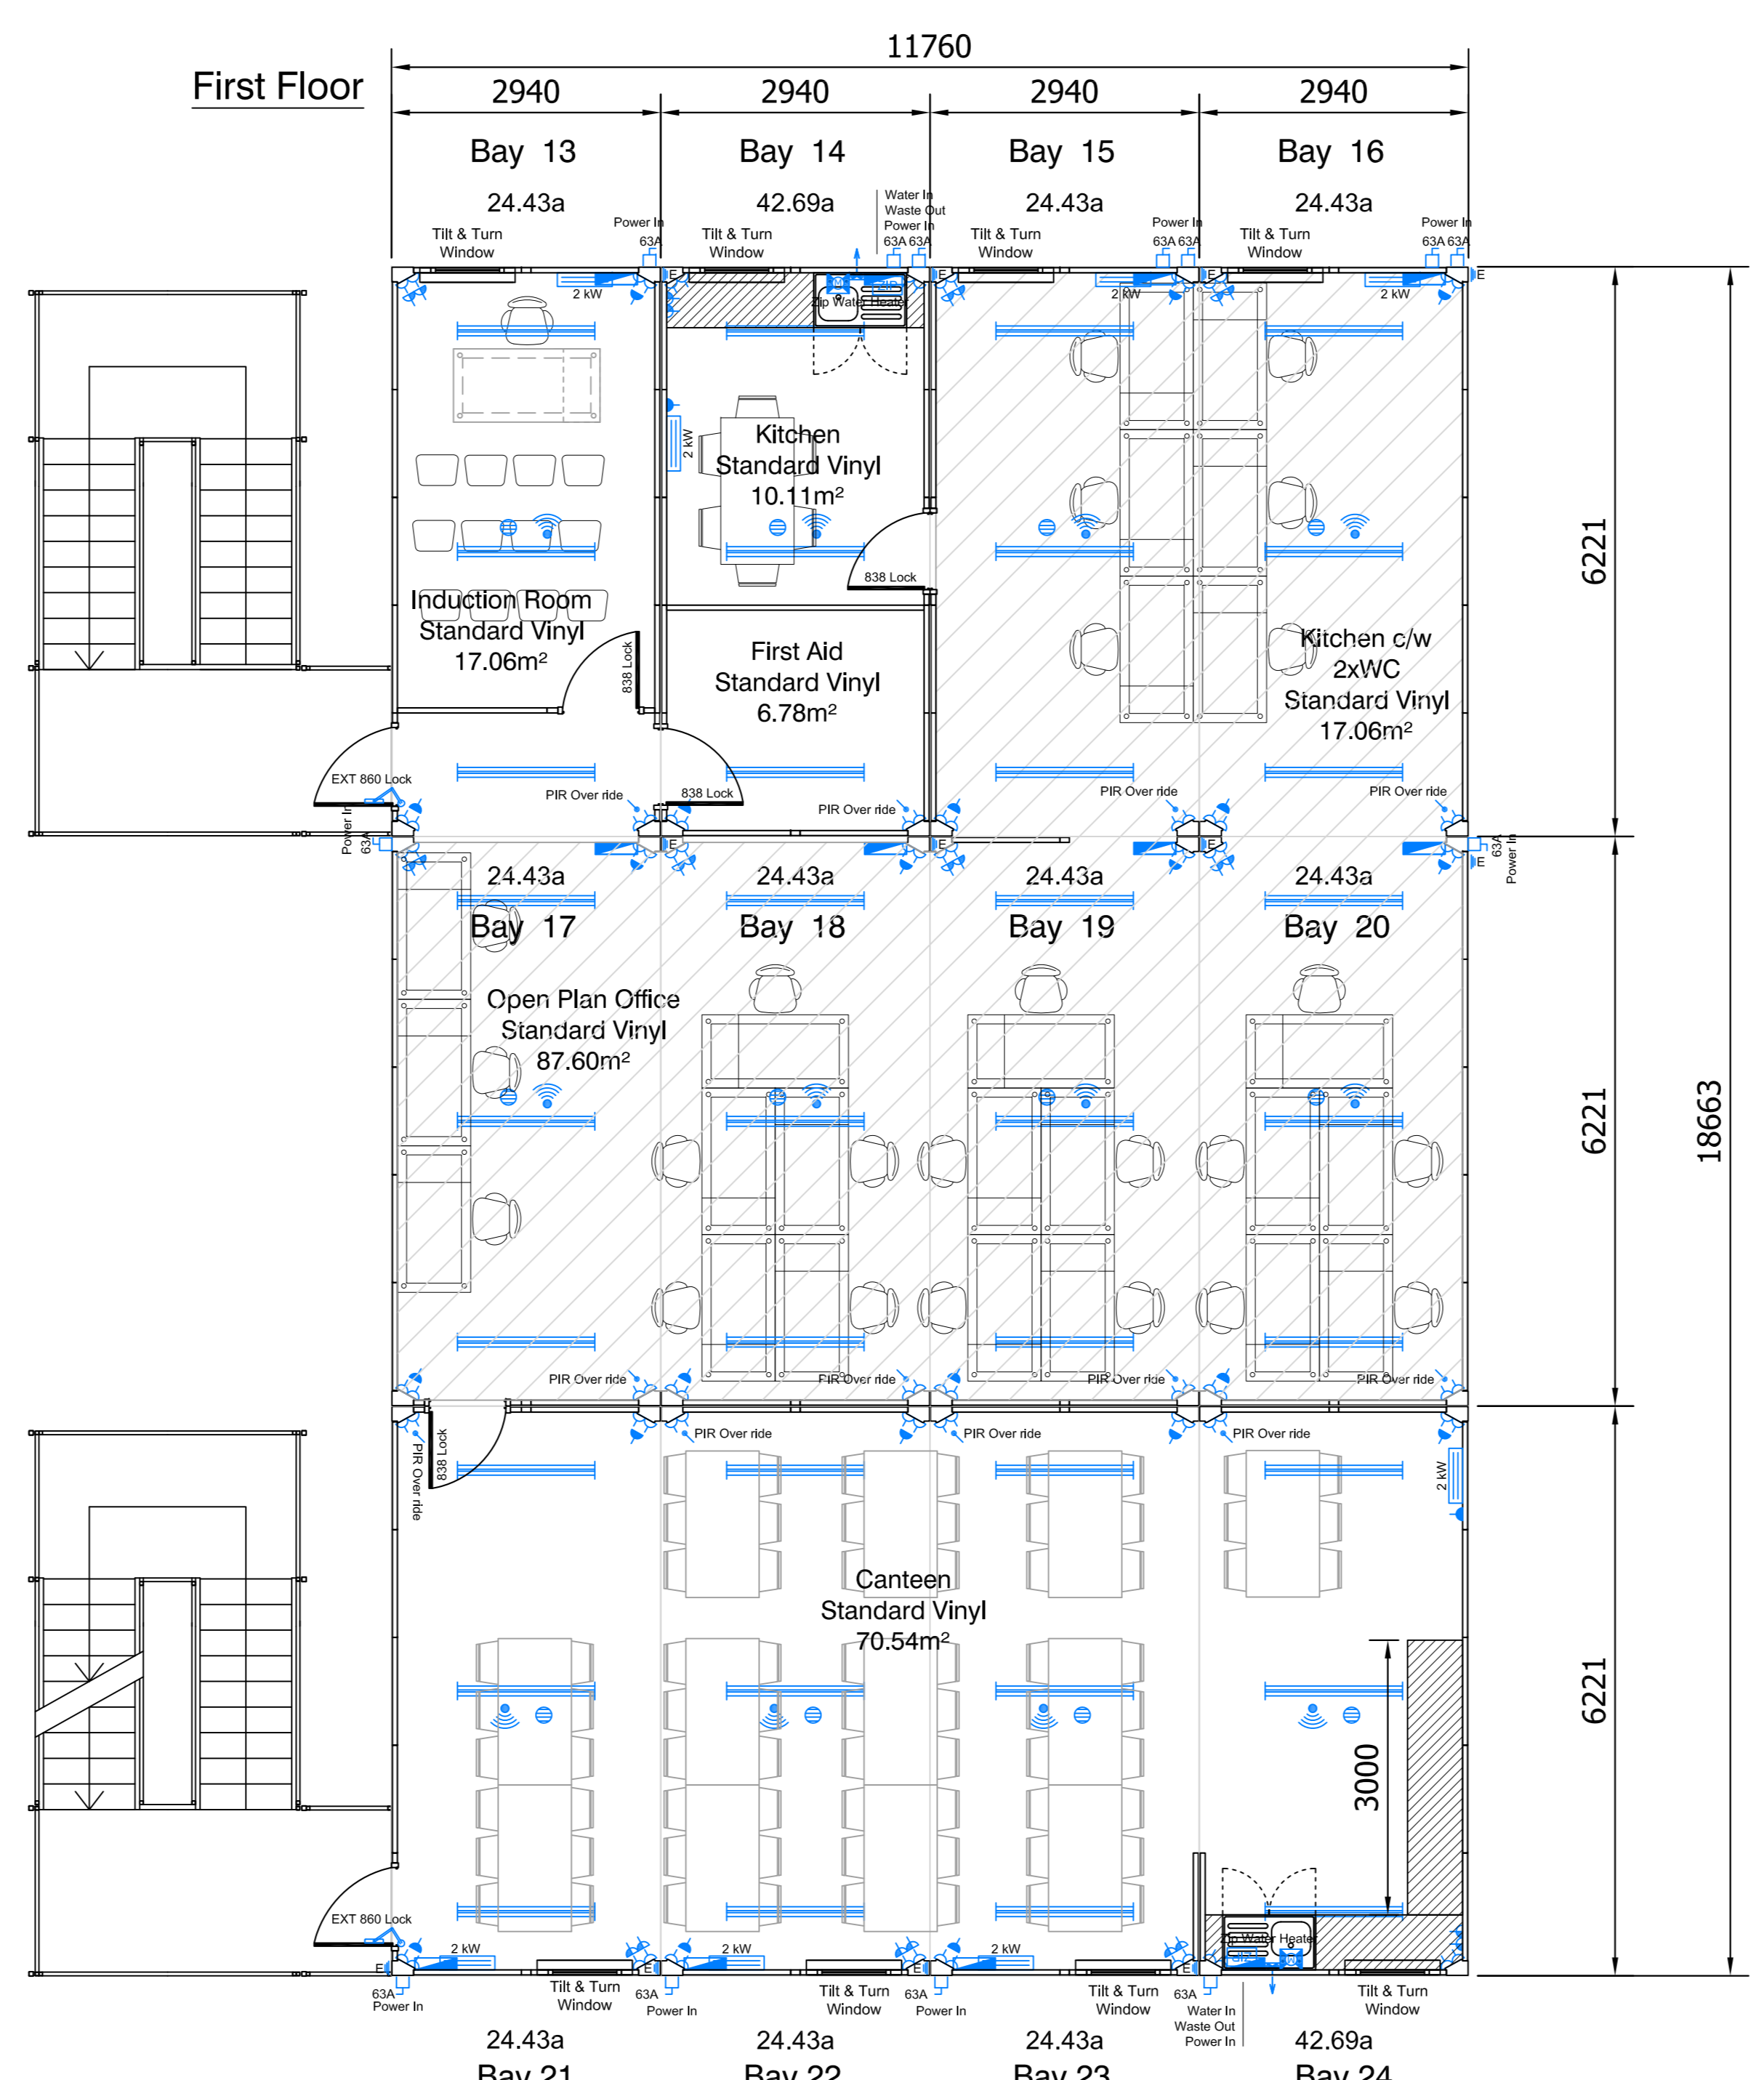 11760
First Floor
2940
2940
2940
2940
Bay 13
Bay 14
Bay 15
Bay 16
24.43a
42.69a
24.43a
24.43a
Water In
Waste Out
Power In
63A 63A
Power In
63A
Power In
63A 63A
Power In
63A 63A
Tilt & Turn
Window
Tilt & Turn
Window
Tilt & Turn
Window
Tilt & Turn
Window
E
E
E
E
2 kW
ZIP
Zip Water Heater
2 kW
2 kW
2 kW
Kitchen
Standard Vinyl
10.11m²
838 Lock
6221
Induction Room
Standard Vinyl
17.06m²
838 Lock
First Aid
Standard Vinyl
6.78m²
Kitchen c/w
2xWC
Standard Vinyl
17.06m²
EXT 860 Lock
PIR Over ride
838 Lock
PIR Over ride
PIR Over ride
PIR Over ride
Power In
63A
E
E
E
63A
Power In
24.43a
24.43a
24.43a
24.43a
Bay 17
Bay 18
Bay 19
Bay 20
Open Plan Office
Standard Vinyl
87.60m²
6221
18663
PIR Over ride
PIR Over ride
PIR Over ride
PIR Over ride
PIR Over ride
838 Lock
PIR Over ride
PIR Over ride
PIR Over ride
2 kW
Canteen
Standard Vinyl
70.54m²
6221
3000
EXT 860 Lock
Zip Water Heater
ZIP
2 kW
2 kW
2 kW
E
E
E
E
63A
Power In
Tilt & Turn
Window
63A
Power In
Tilt & Turn
Window
63A
Power In
Tilt & Turn
Window
63A
Water In
Waste Out
Power In
Tilt & Turn
Window
24.43a
24.43a
24.43a
42.69a
Bay 21
Bay 22
Bay 23
Bay 24